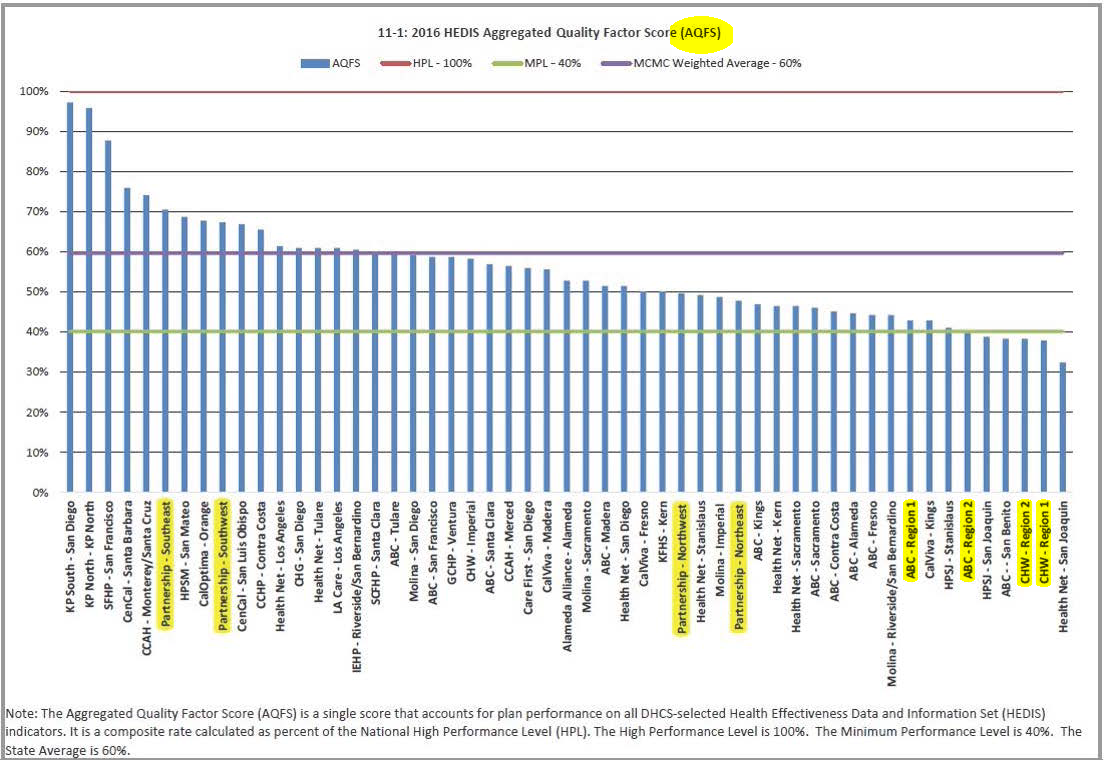 11-1: 2016 HEDIS Aggregated Quality Factor Score (AQFS)
AQFS HPL - 100% MPL - 40% MCMC Weighted Average - 60%
100%
90%
80%
70%
60%
50%
40%
30%
20%
10%
0%
KP South - San Diego
KP North - KP North
SFHP - San Francisco
CenCal - Santa Barbara
CCAH - Monterey/Santa Cruz
Partnership - Southeast
HPSM - San Mateo
CalOptima - Orange
Partnership - Southwest
CenCal - San Luis Obispo
CCHP - Contra Costa
Health Net - Los Angeles
CHG - San Diego
Health Net - Tulare
LA Care - Los Angeles
IEHP - Riverside/San Bernardino
SCFHP - Santa Clara
ABC - Tulare
Molina - San Diego
ABC - San Francisco
GCHP - Ventura
CHW - Imperial
ABC - Santa Clara
CCAH - Merced
Care First - San Diego
CalViva - Madera
Alameda Alliance - Alameda
Molina - Sacramento
ABC - Madera
Health Net - San Diego
CalViva - Fresno
KFHS - Kern
Partnership - Northwest
Health Net - Stanislaus
Molina - Imperial
Partnership - Northeast
ABC - Kings
Health Net - Kern
Health Net - Sacramento
ABC - Sacramento
ABC - Contra Costa
ABC - Alameda
ABC - Fresno
Molina - Riverside/San Bernardino
ABC - Region 1
CalViva - Kings
HPSJ - Stanislaus
ABC - Region 2
HPSJ - San Joaquin
ABC - - San Benito
CHW - Region 2
CHW - Region 1
Health Net - San Joaquin
Note: The Aggregated Quality Factor Score (AQFS) is a single score that accounts for plan performance on all DHCS-selected Health Effectiveness Data and Information Set (HEDIS)
indicators. It is a composite rate calculated as percent of the National High Performance Level (HPL). The High Performance Level is 100%. The Minimum Performance Level is 40%. The
State Average is 60%.